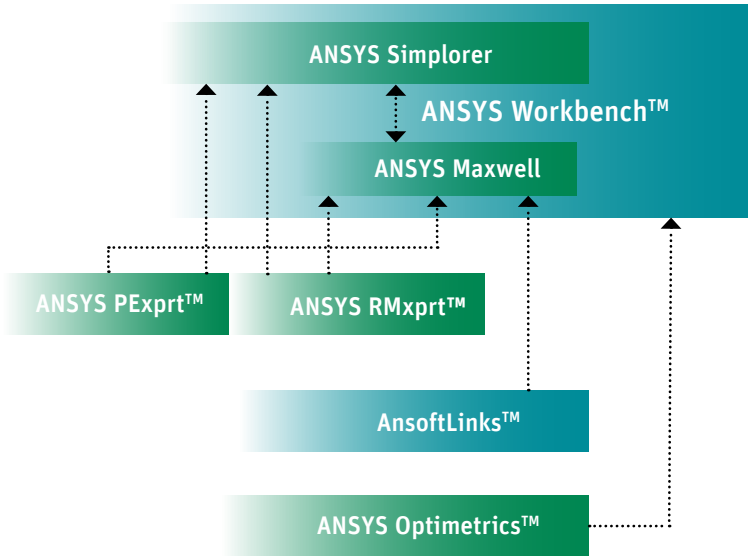 ANSYS Simplorer
ANSYS Workbench™
ANSYS Maxwell
ANSYS PExprt™
ANSYS RMxprt™
AnsoftLinks™
ANSYS Optimetrics™